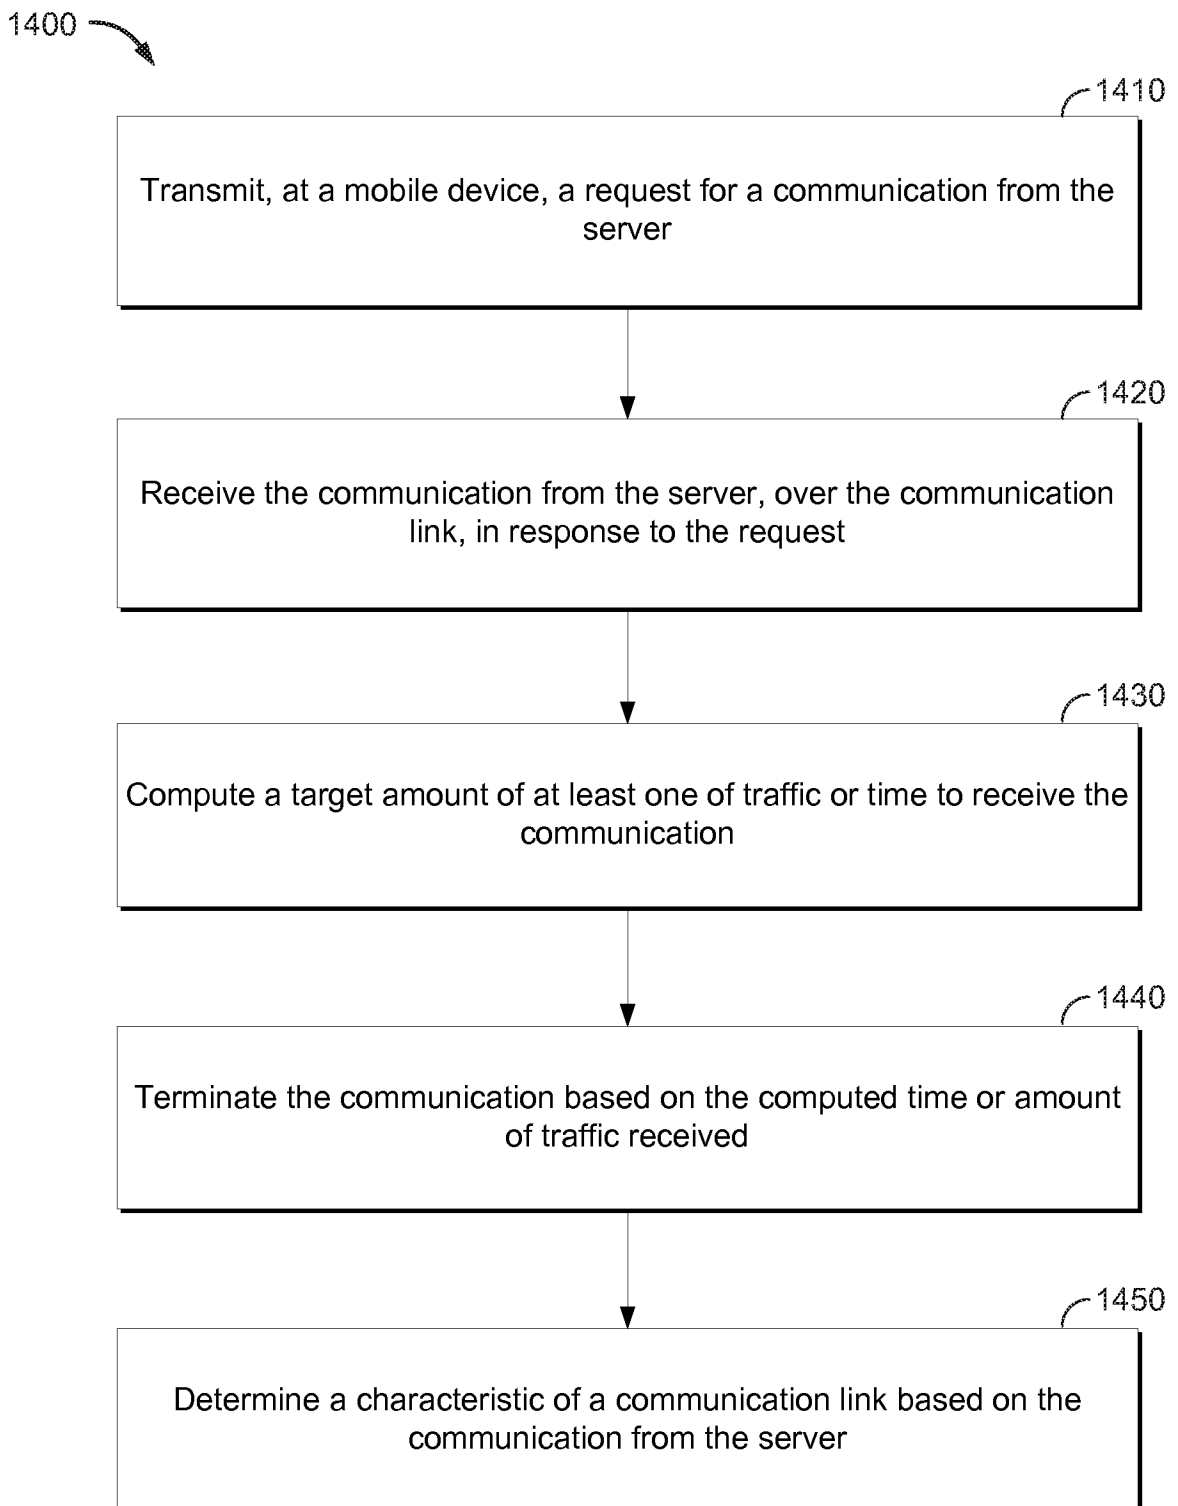 1400
1410
Transmit, at a mobile device, a request for a communication from the
server
1420
Receive the communication from the server, over the communication
link, in response to the request
1430
Compute a target amount of at least one of traffic or time to receive the
communication
1440
Terminate the communication based on the computed time or amount
of traffic received
1450
Determine a characteristic of a communication link based on the
communication from the server